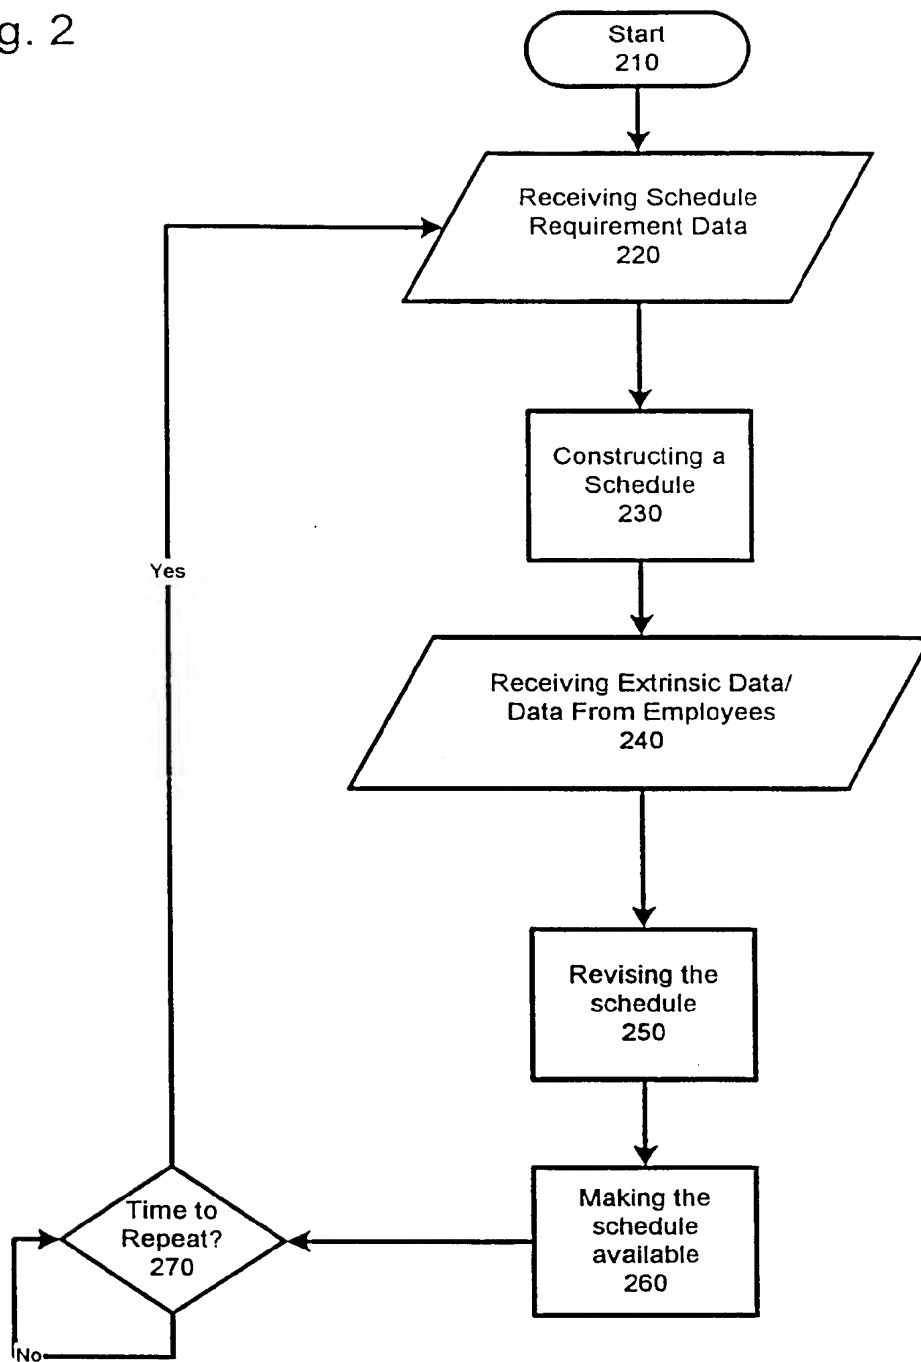 g. 2
Start
210
Receiving Schedule
Requirement Data
220
Constructing a
Schedule
230
Yes
Receiving Extrinsic Data/
Data From Employees
240
Revising the
schedule
250
Time to
Repeat?
270
Making the
schedule
available
260
No